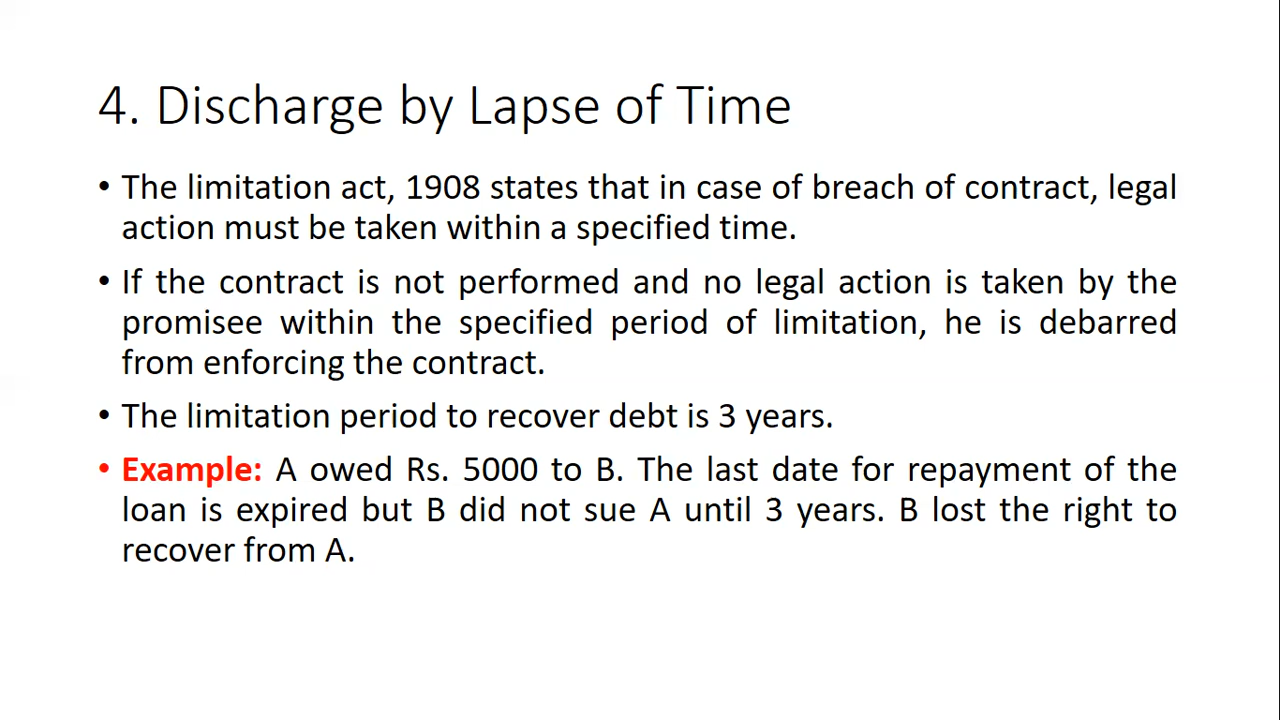 4. Discharge by Lapse of Time
• The limitation act, 1908 states that in case of breach of contract, legal
action must be taken within a specified time.
• If the contract is not performed and no legal action is taken by the
promisee within the specified period of limitation, he is debarred
from enforcing the contract.
• The limitation period to recover debt is 3 years.
• Example: A owed Rs. 5000 to B. The last date for repayment of the
loan is expired but B did not sue A until 3 years. B lost the right to
recover from A.